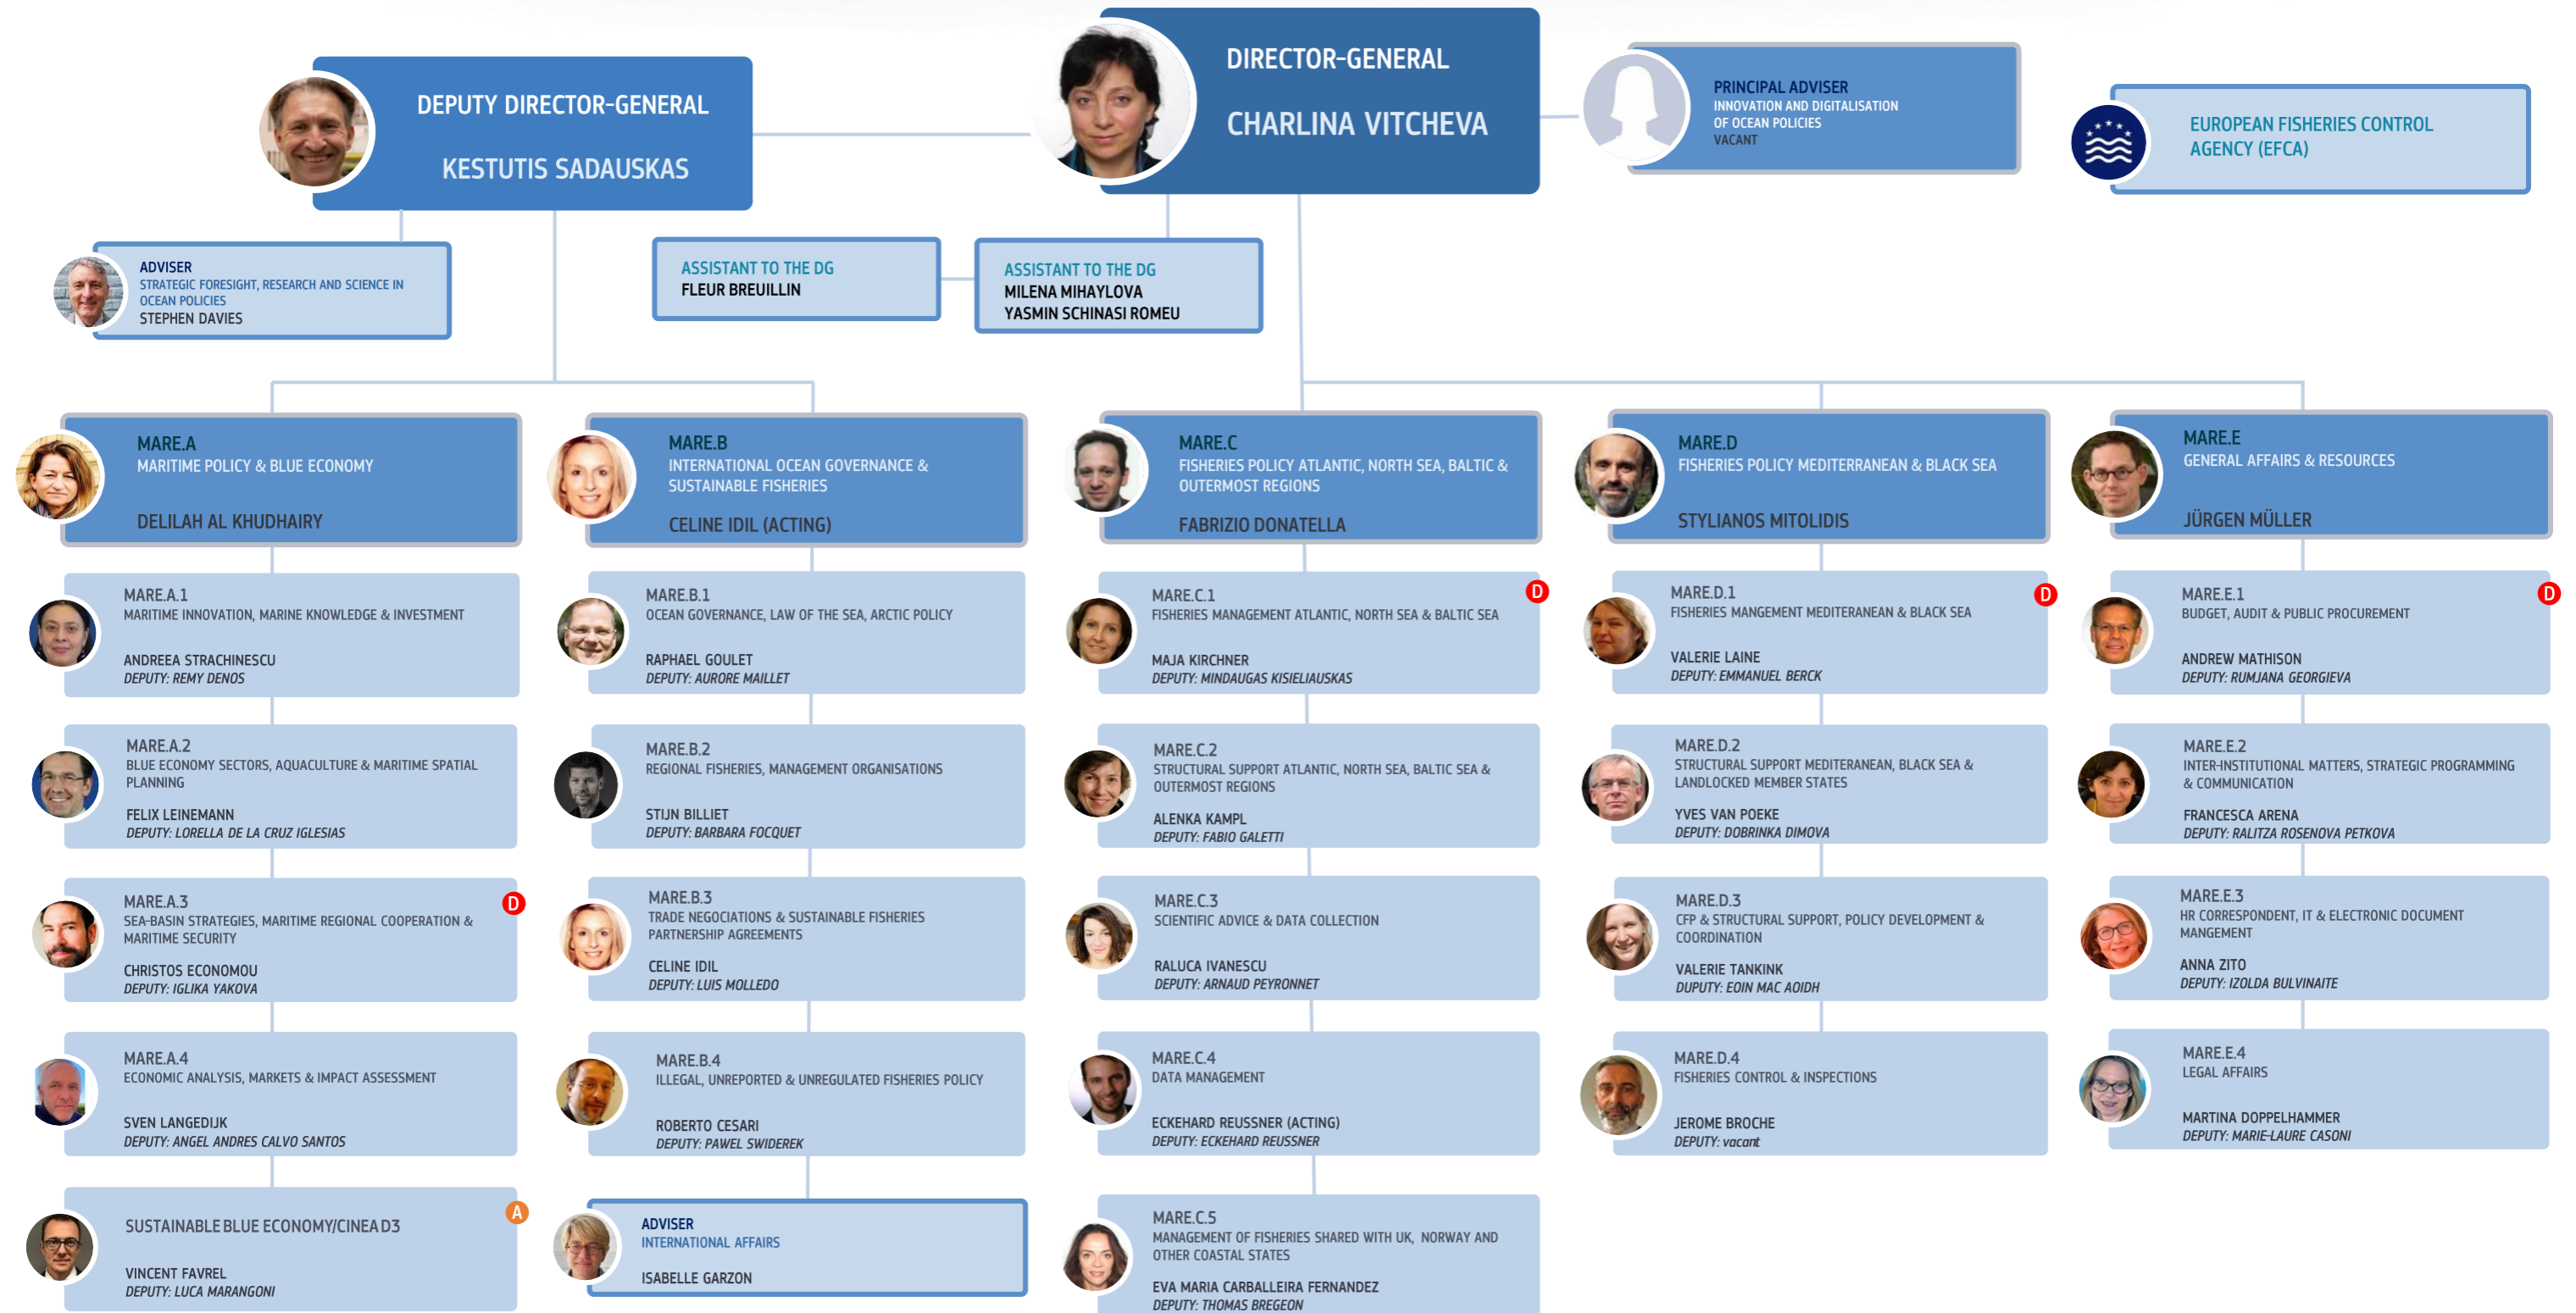 DEPUTY DIRECTOR-GENERAL
KESTUTIS SADAUSKAS
DIRECTOR-GENERAL
CHARLINA VITCHEVA
PRINCIPAL ADVISER
INNOVATION AND DIGITALISATION
OF OCEAN POLICIES
VACANT
EUROPEAN FISHERIES CONTROL
AGENCY (EFCA)
ADVISER
STRATEGIC FORESIGHT, RESEARCH AND SCIENCE IN
OCEAN POLICIES
STEPHEN DAVIES
ASSISTANT TO THE DG
FLEUR BREUILLIN
ASSISTANT TO THE DG
MILENA MIHAYLOVA
YASMIN SCHINASI ROMEU
MARE.A
MARITIME POLICY & BLUE ECONOMY
DELILAH AL KHUDHAIRY
MARE.A.1
MARITIME INNOVATION, MARINE KNOWLEDGE & INVESTMENT
ANDREEA STRACHINESCU
DEPUTY: REMY DENOS
MARE.A.2
BLUE ECONOMY SECTORS, AQUACULTURE & MARITIME SPATIAL
PLANNING
FELIX LEINEMANN
DEPUTY: LORELLA DE LA CRUZ IGLESIAS
MARE.A.3
D
SEA-BASIN STRATEGIES, MARITIME REGIONAL COOPERATION &
MARITIME SECURITY
CHRISTOS ECONOMOU
DEPUTY: IGLIKA YAKOVA
MARE.A.4
ECONOMIC ANALYSIS, MARKETS & IMPACT ASSESSMENT
SVEN LANGEDIJK
DEPUTY: ANGEL ANDRES CALVO SANTOS
A
SUSTAINABLE BLUE ECONOMY/CINEA D3
VINCENT FAVREL
DEPUTY: LUCA MARANGONI
MARE.B
INTERNATIONAL OCEAN GOVERNANCE &
SUSTAINABLE FISHERIES
CELINE IDIL (ACTING)
MARE.B.1
OCEAN GOVERNANCE, LAW OF THE SEA, ARCTIC POLICY
RAPHAEL GOULET
DEPUTY: AURORE MAILLET
MARE.B.2
REGIONAL FISHERIES, MANAGEMENT ORGANISATIONS
STIJN BILLIET
DEPUTY: BARBARA FOCQUET
MARE.B.3
TRADE NEGOCIATIONS & SUSTAINABLE FISHERIES
PARTNERSHIP AGREEMENTS
CELINE IDIL
DEPUTY: LUIS MOLLEDO
MARE.B.4
ILLEGAL, UNREPORTED & UNREGULATED FISHERIES POLICY
ROBERTO CESARI
DEPUTY: PAWEL SWIDEREK
ADVISER
INTERNATIONAL AFFAIRS
ISABELLE GARZON
MARE.C
FISHERIES POLICY ATLANTIC, NORTH SEA, BALTIC &
OUTERMOST REGIONS
FABRIZIO DONATELLA
MARE.C.1
D
FISHERIES MANAGEMENT ATLANTIC, NORTH SEA & BALTIC SEA
MAJA KIRCHNER
DEPUTY: MINDAUGAS KISIELIAUSKAS
MARE.C.2
STRUCTURAL SUPPORT ATLANTIC, NORTH SEA, BALTIC SEA &
OUTERMOST REGIONS
ALENKA KAMPL
DEPUTY: FABIO GALETTI
MARE.C.3
SCIENTIFIC ADVICE & DATA COLLECTION
RALUCA IVANESCU
DEPUTY: ARNAUD PEYRONNET
MARE.C.4
DATA MANAGEMENT
ECKEHARD REUSSNER (ACTING)
DEPUTY: ECKEHARD REUSSNER
MARE.C.5
MANAGEMENT OF FISHERIES SHARED WITH UK, NORWAY AND
OTHER COASTAL STATES
EVA MARIA CARBALLEIRA FERNANDEZ
DEPUTY: THOMAS BREGEON
MARE.D
FISHERIES POLICY MEDITERRANEAN & BLACK SEA
STYLIANOS MITOLIDIS
MARE.D.1
D
FISHERIES MANGEMENT MEDITERANEAN & BLACK SEA
VALERIE LAINE
DEPUTY: EMMANUEL BERCK
MARE.D.2
STRUCTURAL SUPPORT MEDITERANEAN, BLACK SEA &
LANDLOCKED MEMBER STATES
YVES VAN POEKE
DEPUTY: DOBRINKA DIMOVA
MARE.D.3
CFP & STRUCTURAL SUPPORT, POLICY DEVELOPMENT &
COORDINATION
VALERIE TANKINK
DUPUTY: EOIN MAC AOIDH
MARE.D.4
FISHERIES CONTROL & INSPECTIONS
JEROME BROCHE
DEPUTY: vacant
MARE.E
GENERAL AFFAIRS & RESOURCES
JÜRGEN MÜLLER
MARE.E.1
D
BUDGET, AUDIT & PUBLIC PROCUREMENT
ANDREW MATHISON
DEPUTY: RUMJANA GEORGIEVA
MARE.E.2
INTER-INSTITUTIONAL MATTERS, STRATEGIC PROGRAMMING
& COMMUNICATION
FRANCESCA ARENA
DEPUTY: RALITZA ROSENOVA PETKOVA
MARE.E.3
HR CORRESPONDENT, IT & ELECTRONIC DOCUMENT
MANGEMENT
ANNA ZITO
DEPUTY: IZOLDA BULVINAITE
MARE.E.4
LEGAL AFFAIRS
MARTINA DOPPELHAMMER
DEPUTY: MARIE-LAURE CASONI